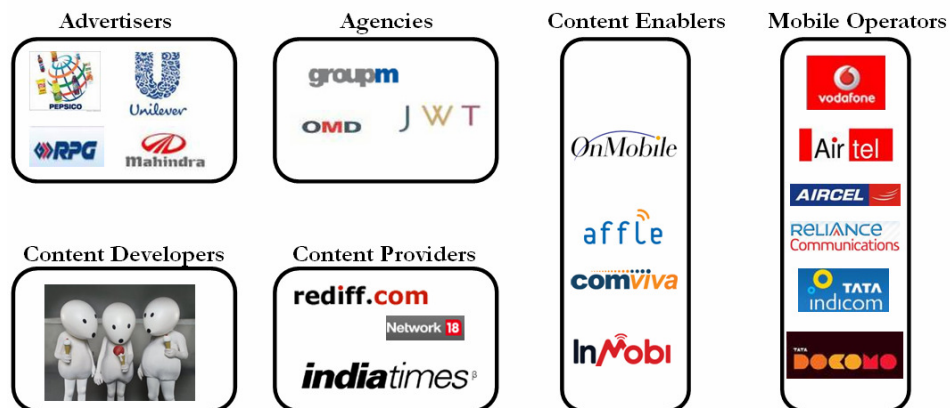 Advertisers
Agencies
Content Enablers
Mobile Operators
PEPSICO
Unilever
RPG
Mahindra
groupm
OMD
JWT
OnMobile
affle
comviva
InMobi
vodafone
Airtel
AIRCEL
RELIANCE
Communications
TATA
indicom
TATA
DOCOMO
Content Developers
Content Providers
rediff.com
Network 18
indiatimes β